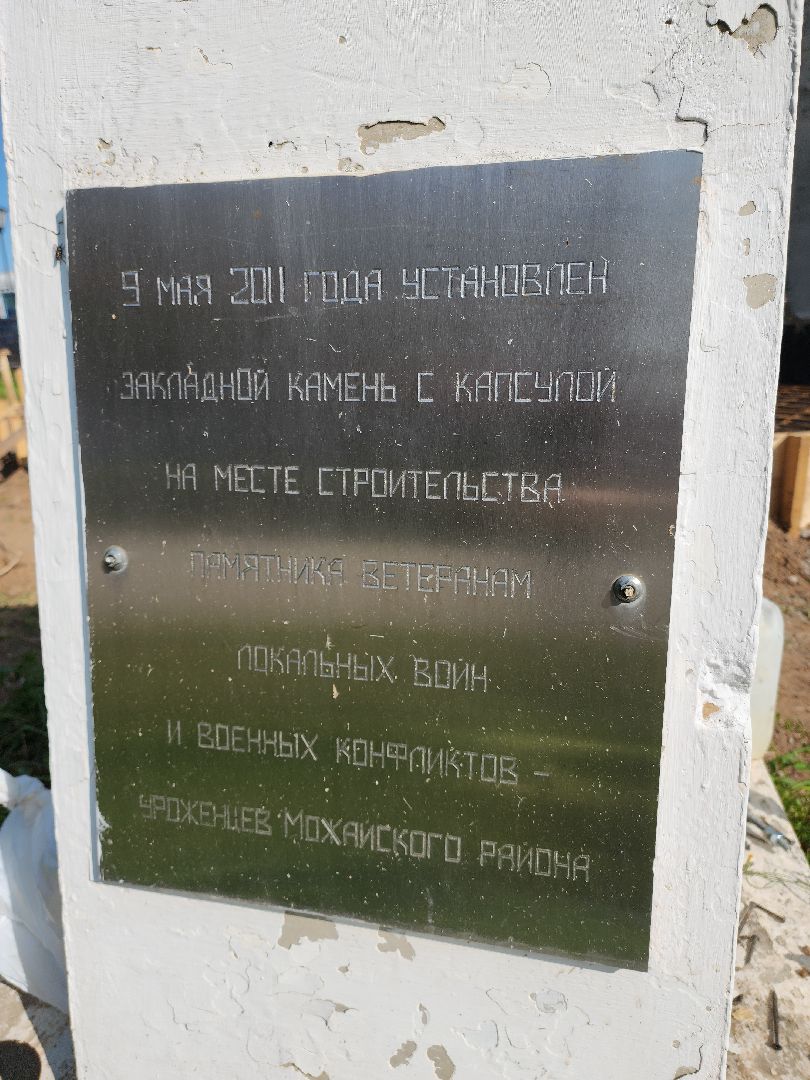 9 МАЯ 2011 ГОДА УСТАНОВЛЕН
ЗАКЛАДНОЙ КАМЕНЬ С КАПСУЛОЙ
НА МЕСТЕ СТРОИТЕЛЬСТВА
ПАМЯТНИКА ВЕТЕРАНАМ
ЛОКАЛЬНЫХ ВОИН
И ВОЕННЫХ КОНФЛИКТОВ -
УРОЖЕНЦЕВ МОЖАЙСКОГО РАЙОНА